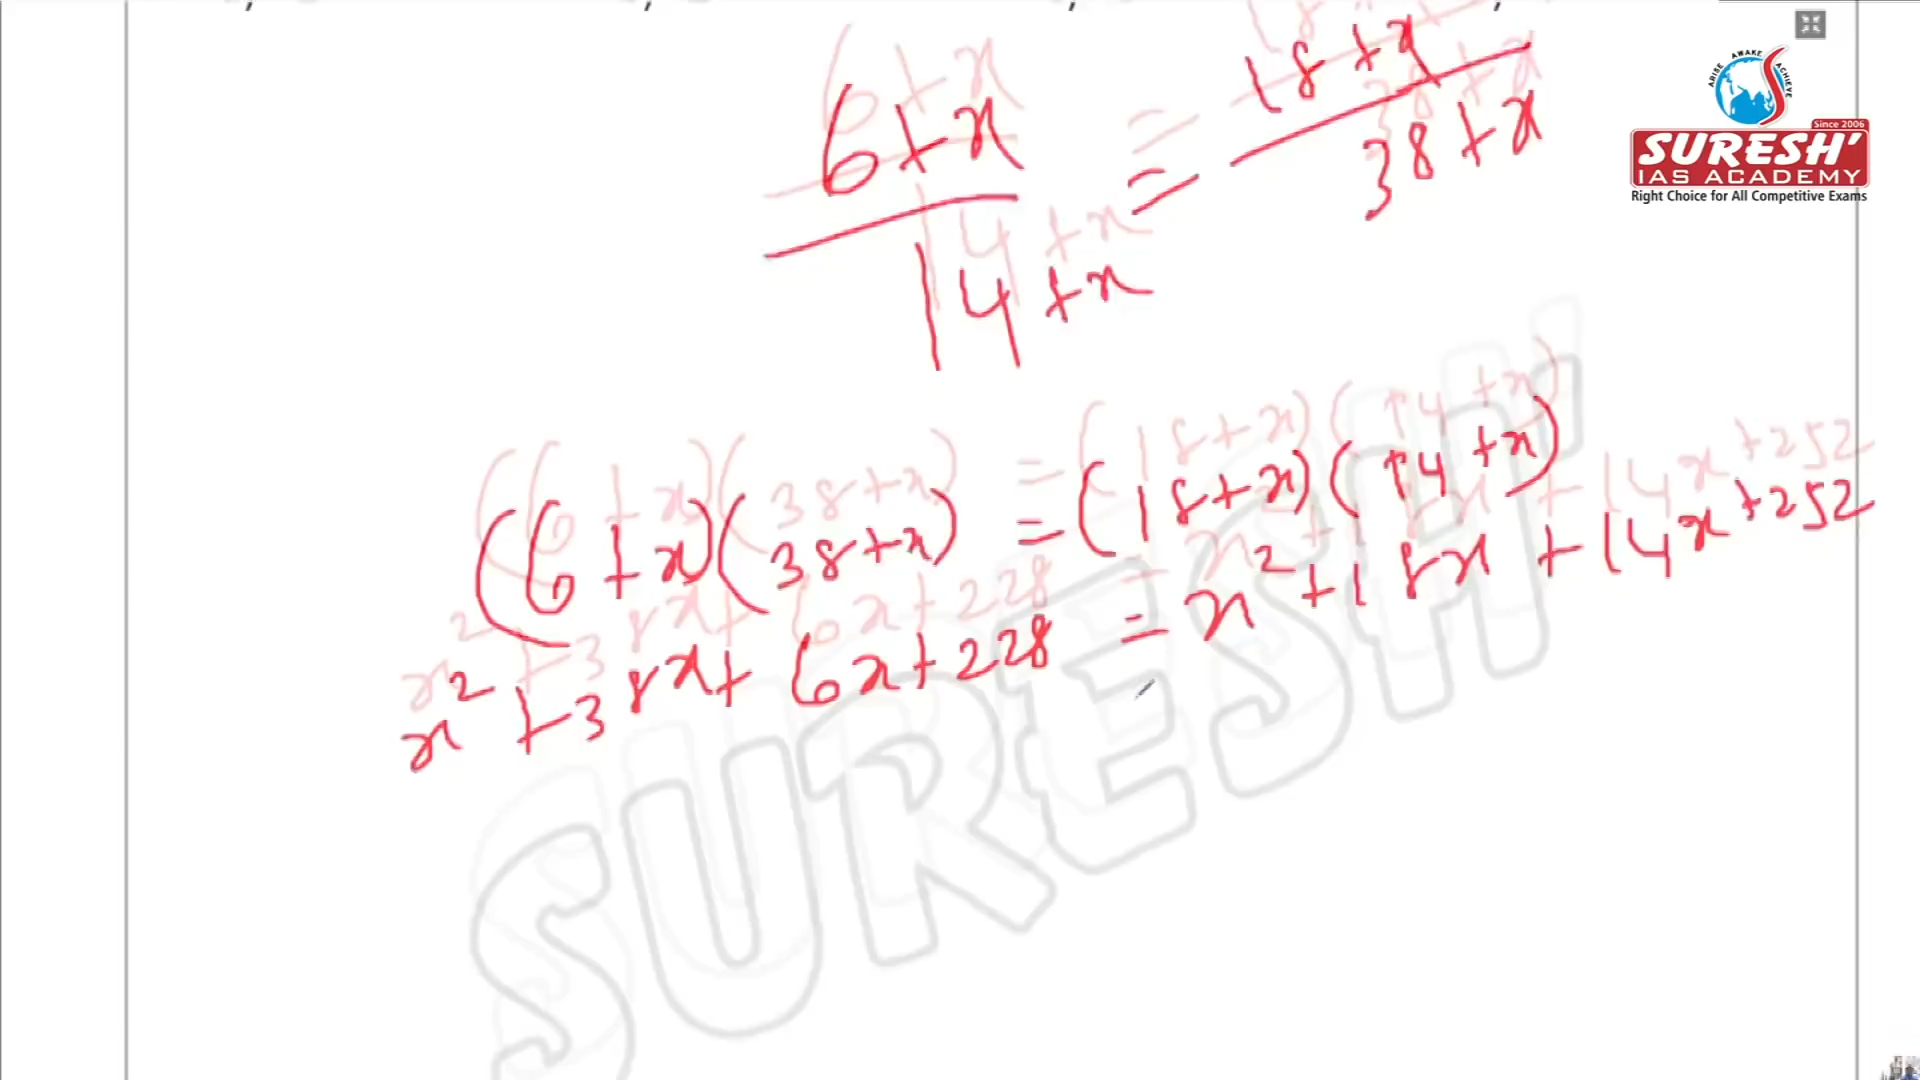 6+x = 18+x
14+x 38+x
(6+x)(38+x) = (18+x)(14+x)
x²+38x+6x+228 = x²+18x+14x+252
ARISE AWAKE ACHIEVE
Since 2006
SURESH'
IAS ACADEMY
Right Choice for All Competitive Exams
SURESH'